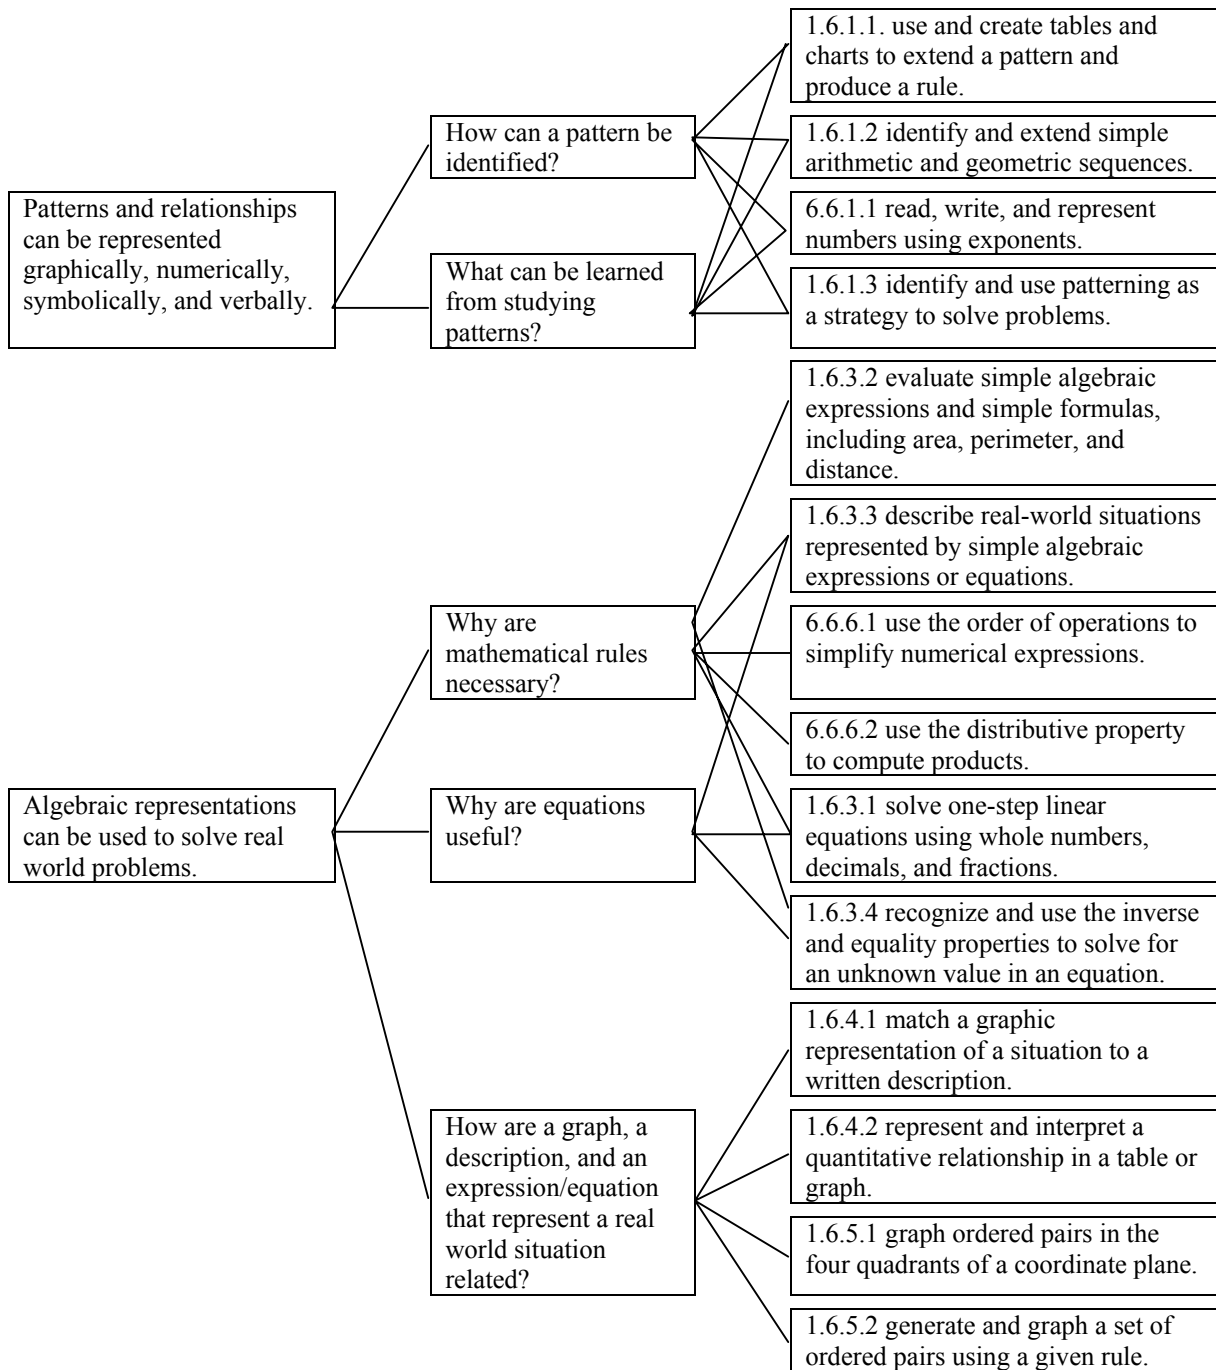 Patterns and relationships
can be represented
graphically, numerically,
symbolically, and verbally.
Algebraic representations
can be used to solve real
world problems.
How can a pattern be
identified?
What can be learned
from studying
patterns?
Why are
mathematical rules
necessary?
Why are equations
useful?
How are a graph, a
description, and an
expression/equation
that represent a real
world situation
related?
1.6.1.1. use and create tables and
charts to extend a pattern and
produce a rule.
1.6.1.2 identify and extend simple
arithmetic and geometric sequences.
6.6.1.1 read, write, and represent
numbers using exponents.
1.6.1.3 identify and use patterning as
a strategy to solve problems.
1.6.3.2 evaluate simple algebraic
expressions and simple formulas,
including area, perimeter, and
distance.
1.6.3.3 describe real-world situations
represented by simple algebraic
expressions or equations.
6.6.6.1 use the order of operations to
simplify numerical expressions.
6.6.6.2 use the distributive property
to compute products.
1.6.3.1 solve one-step linear
equations using whole numbers,
decimals, and fractions.
1.6.3.4 recognize and use the inverse
and equality properties to solve for
an unknown value in an equation.
1.6.4.1 match a graphic
representation of a situation to a
written description.
1.6.4.2 represent and interpret a
quantitative relationship in a table or
graph.
1.6.5.1 graph ordered pairs in the
four quadrants of a coordinate plane.
1.6.5.2 generate and graph a set of
ordered pairs using a given rule.